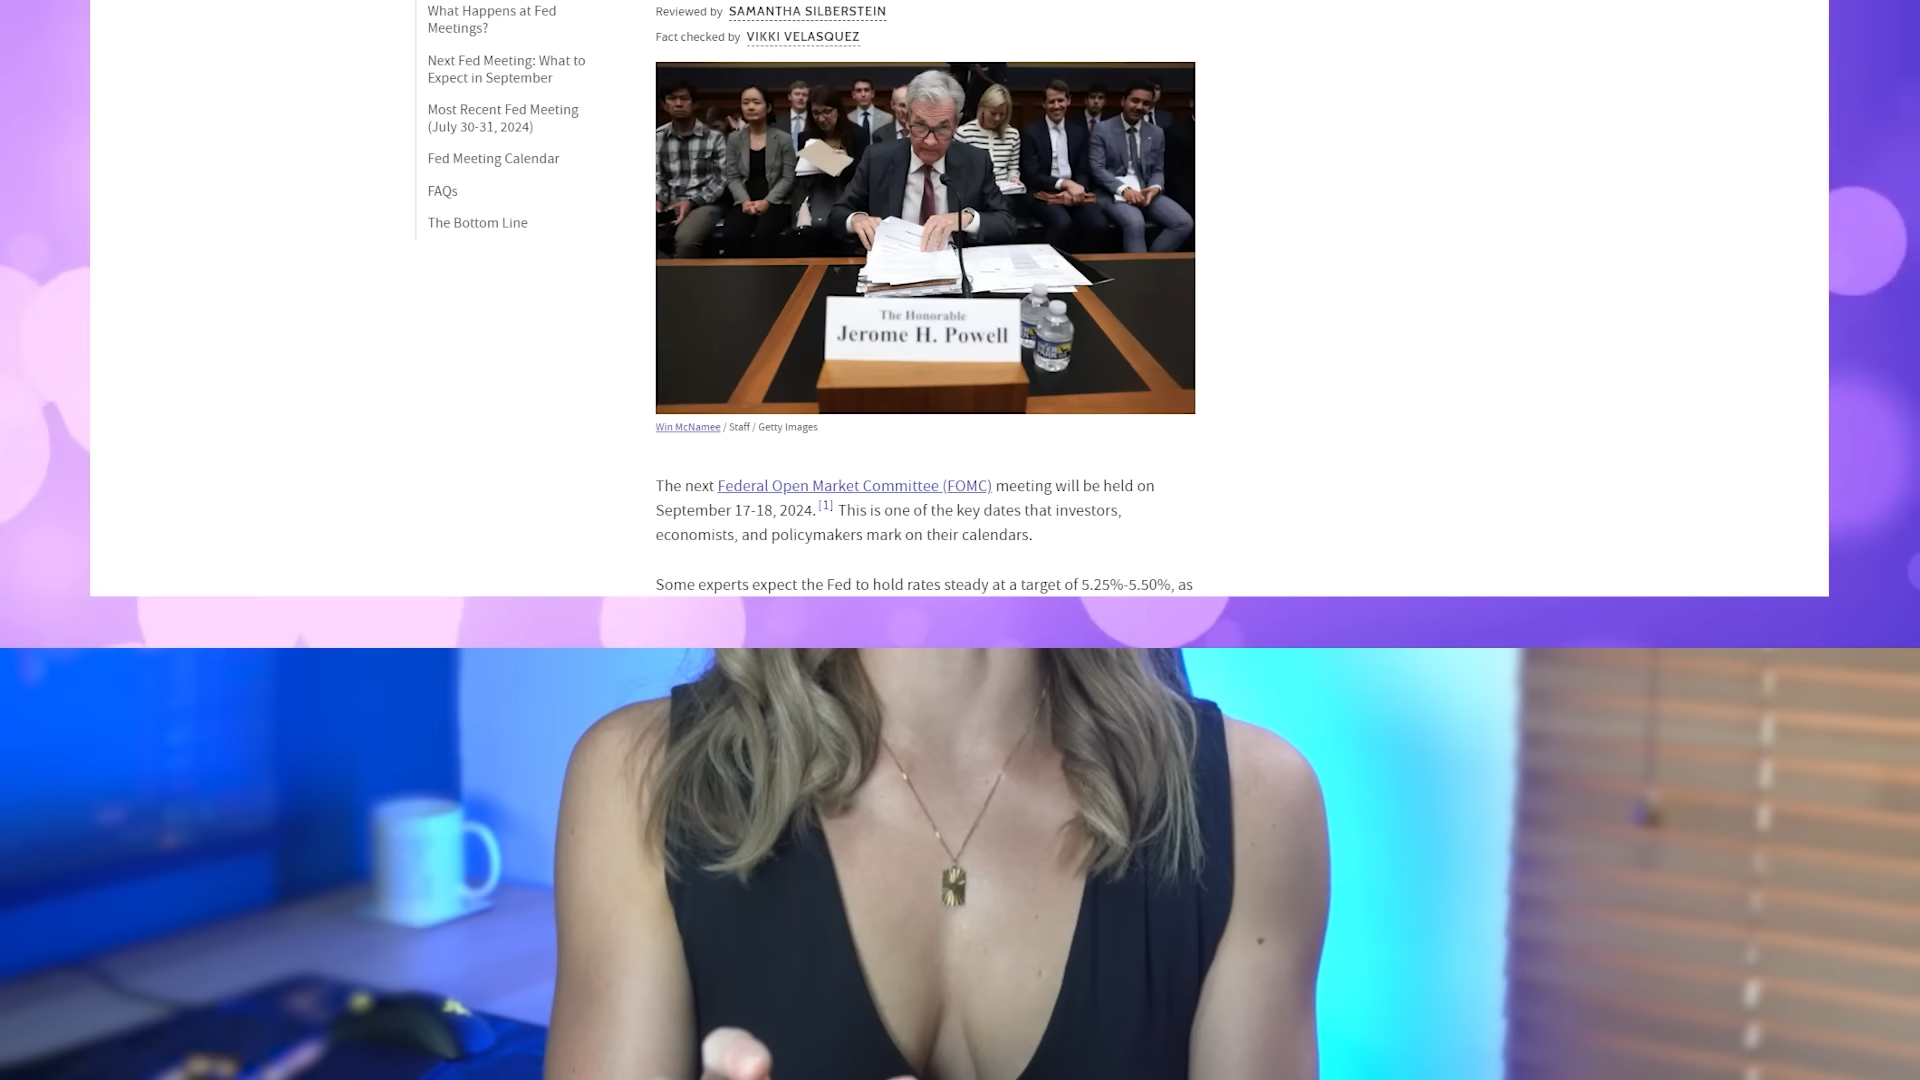 What Happens at Fed
Meetings?
Next Fed Meeting: What to
Expect in September
Most Recent Fed Meeting
(July 30-31, 2024)
Fed Meeting Calendar
FAQs
The Bottom Line
Reviewed by SAMANTHA SILBERSTEIN
Fact checked by VIKKI VELASQUEZ
The Honorable
Jerome H. Powell
Win McNamee / Staff / Getty Images
The next Federal Open Market Committee (FOMC) meeting will be held on
September 17-18, 2024.[1] This is one of the key dates that investors,
economists, and policymakers mark on their calendars.
Some experts expect the Fed to hold rates steady at a target of 5.25%-5.50%, as